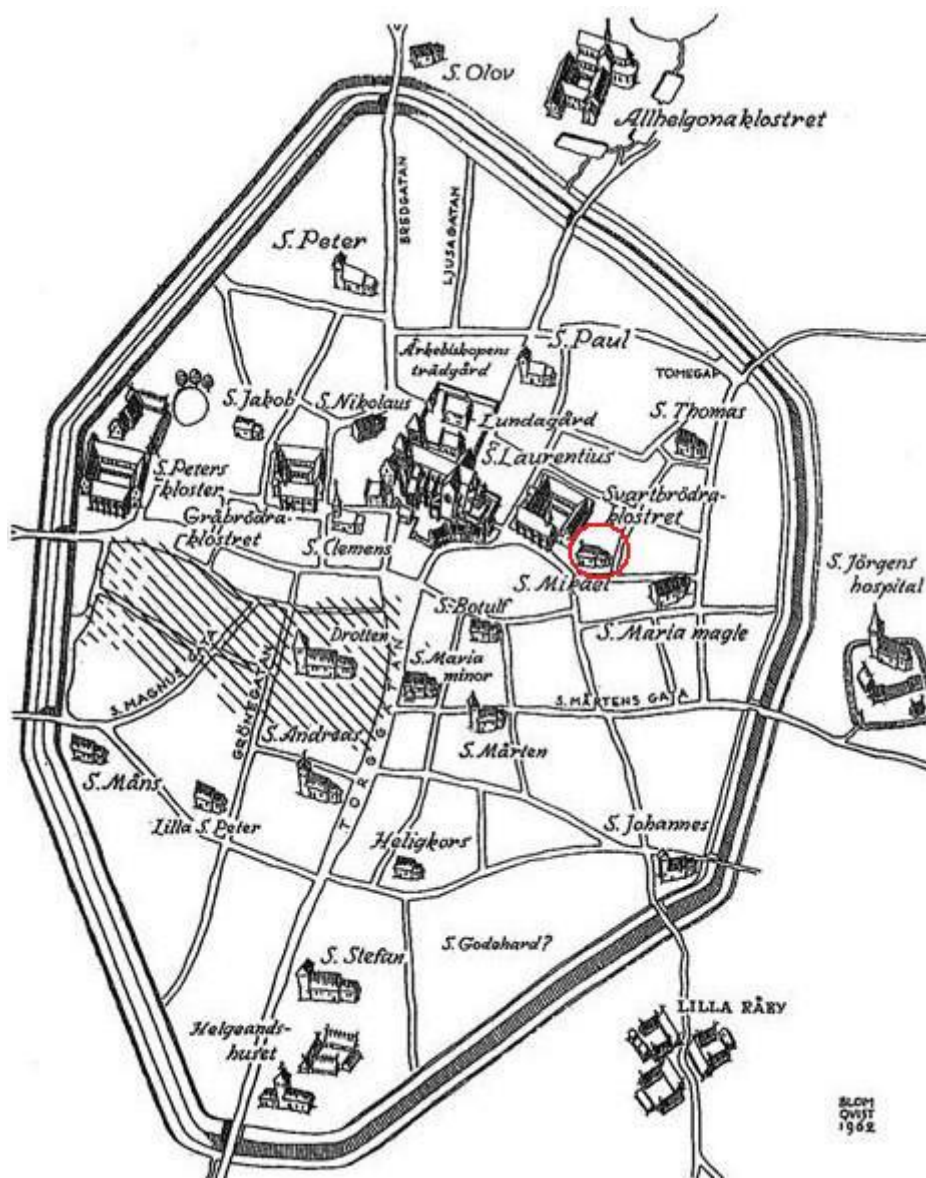 S. Olov
Allhelgonaklostret
BREDGATAN
LJUSAGATAN
S. Peter
S. Paul
Ärkebiskopens
trädgård
TOMEGAP
S. Jakob
S. Nikolaus
Lundagård
S. Thomas
S. Laurentius
S. Peters
kloster
Svartbrödra-
klostret
Gråbrödra-
klostret
S. Clemens
S. Mikael
S. Jörgens
hospital
S. Botulf
S. Maria magle
Drotten
S. Maria
minor
S. MAGNUS
GRÖNEGATAN
TORGGATAN
S. MÅRTENS GATA
S. Andreas
S. Mårten
S. Måns
Lilla S. Peter
Heligkors
S. Johannes
S. Godehard?
S. Stefan
LILLA RÅBY
Helgeands-
huset
BLOM
QVIST
1962